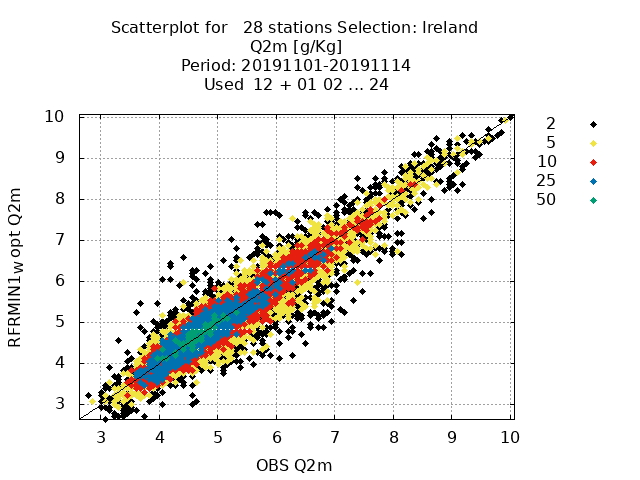 Scatterplot for 28 stations Selection: Ireland
Q2m [g/Kg]
Period: 20191101-20191114
Used 12 + 01 02 ... 24
RFRMIN1w opt Q2m
10
9
8
7
6
5
4
3
3 4 5 6 7 8 9 10
OBS Q2m
2
5
10
25
50